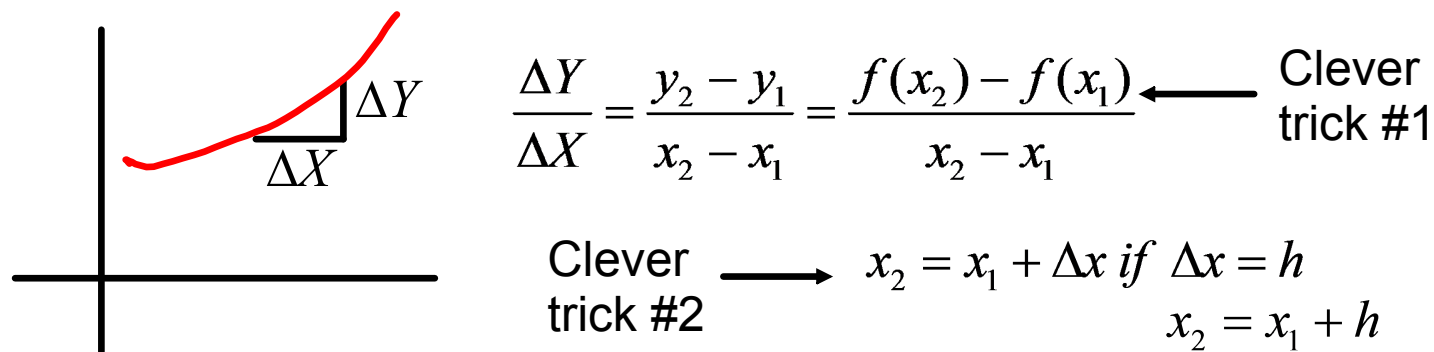 ΔY
ΔX
ΔY/ΔX = (y₂ − y₁)/(x₂ − x₁) = (f(x₂) − f(x₁))/(x₂ − x₁)
Clever
trick #1
Clever
trick #2
x₂ = x₁ + Δx if Δx = h
x₂ = x₁ + h